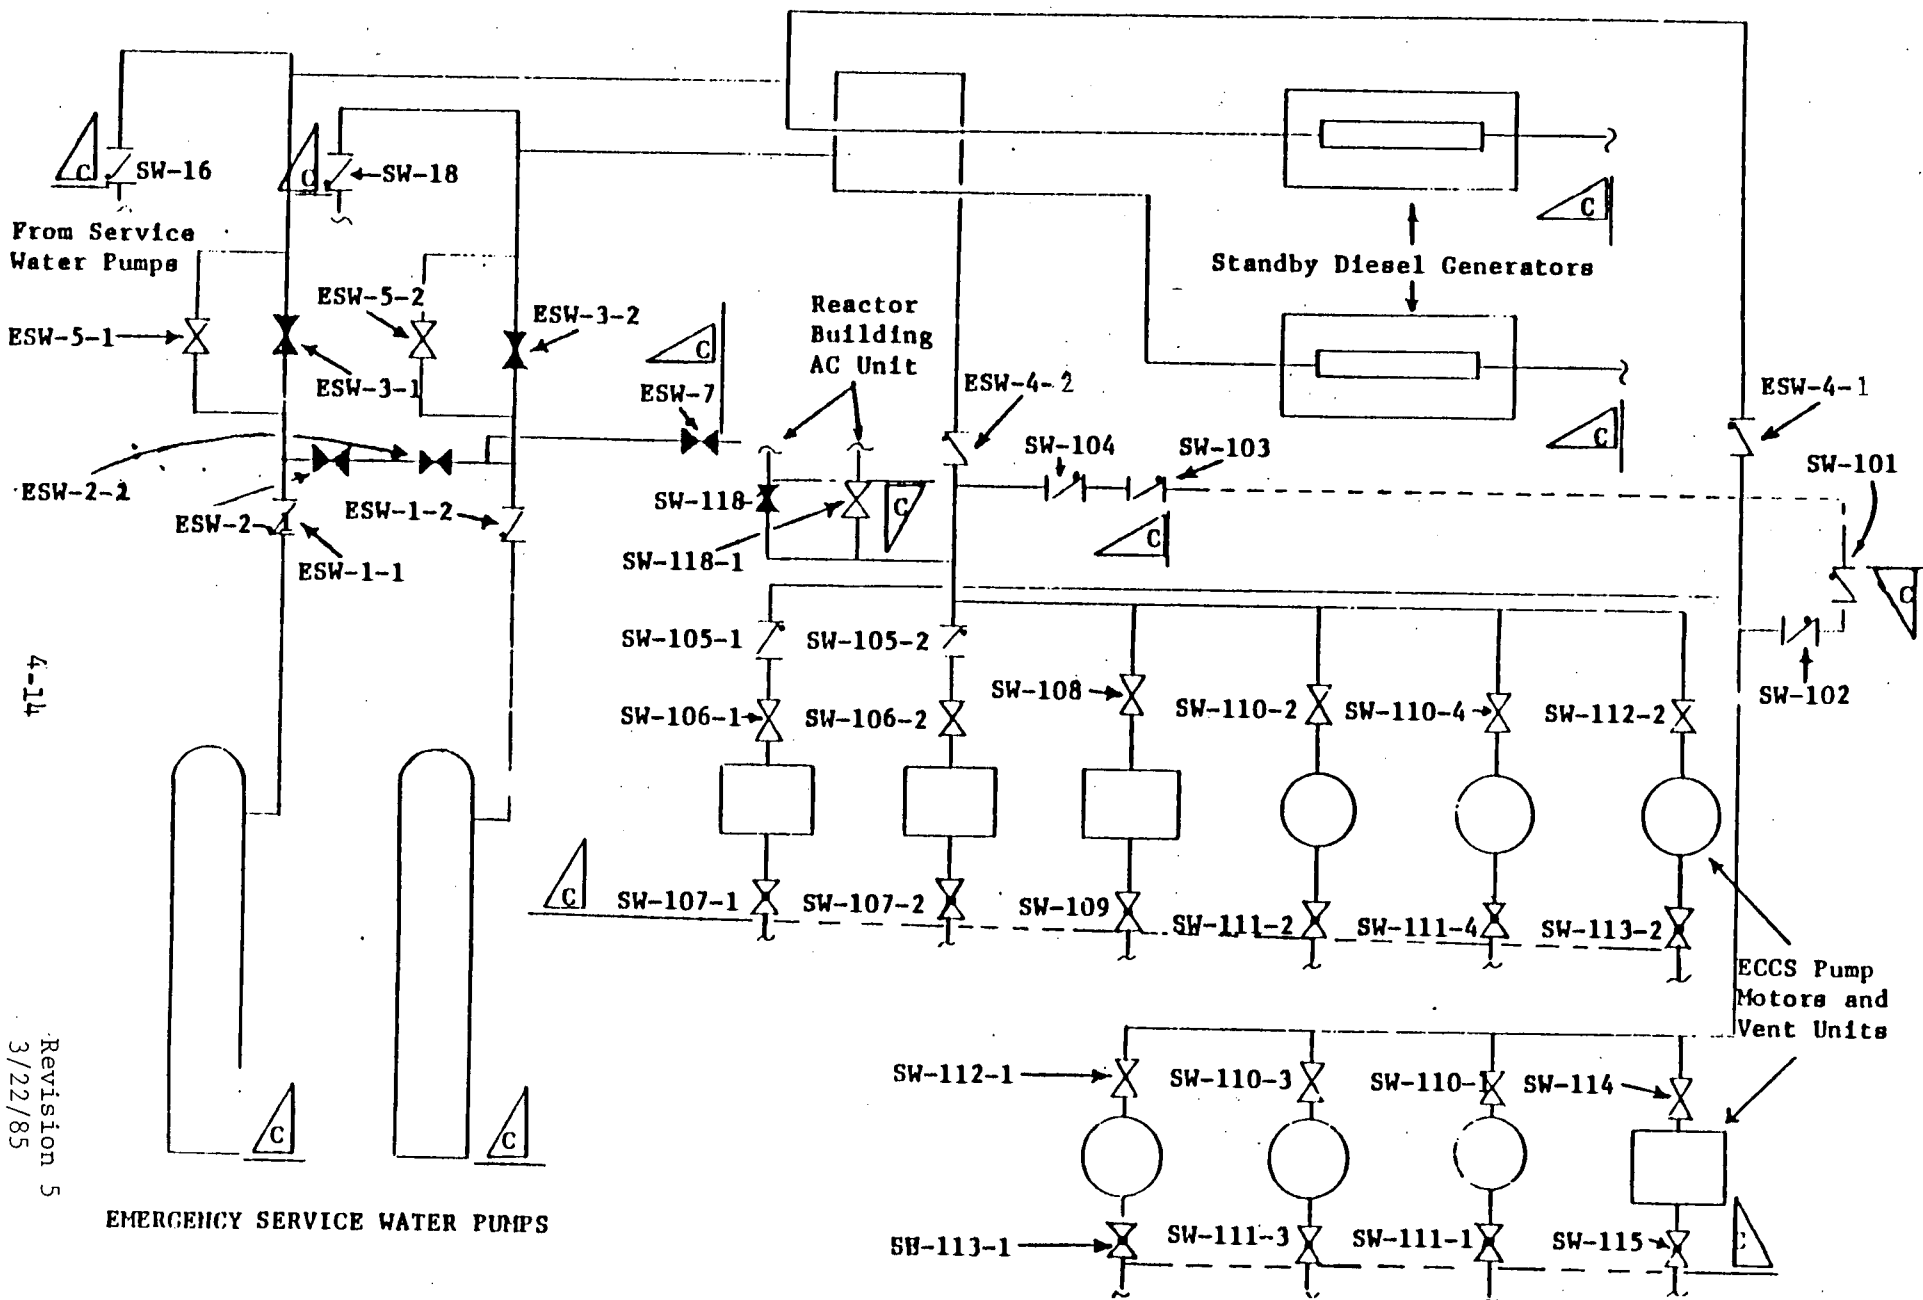 SW-16
SW-18
C
C
From Service
Water Pumps
ESW-5-1
ESW-5-2
ESW-3-1
ESW-3-2
ESW-2-2
ESW-2-1
ESW-1-1
ESW-1-2
C
ESW-7
Reactor
Building
AC Unit
ESW-4-2
C
Standby Diesel Generators
C
ESW-4-1
SW-104
SW-103
SW-101
SW-118
SW-118-1
C
C
C
SW-102
SW-105-1
SW-105-2
SW-106-1
SW-106-2
SW-108
SW-110-2
SW-110-4
SW-112-2
C
SW-107-1
SW-107-2
SW-109
SW-111-2
SW-111-4
SW-113-2
ECCS Pump
Motors and
Vent Units
SW-112-1
SW-110-3
SW-110-1
SW-114
SW-113-1
SW-111-3
SW-111-1
SW-115
C
C
C
EMERGENCY SERVICE WATER PUMPS
4-14
Revision 5
3/22/85